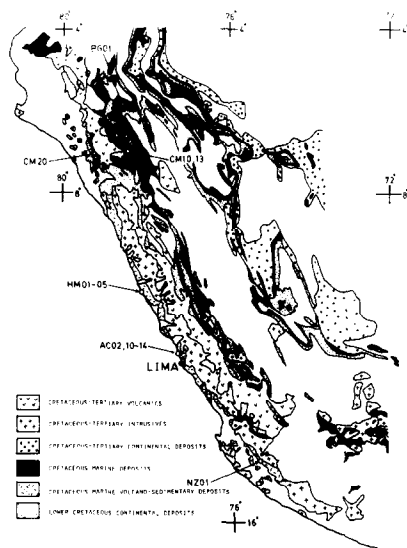 80
76
72
4°
4°
4°
BG01
CM20
CM10,13
80
8°
72
8°
HM01-05
AC02,10-14
LIMA
CRETACEOUS-TERTIARY VOLCANICS
CRETACEOUS-TERTIARY INTRUSIVES
CRETACEOUS-TERTIARY CONTINENTAL DEPOSITS
CRETACEOUS MARINE DEPOSITS
NZ01
CRETACEOUS MARINE VOLCANO-SEDIMENTARY DEPOSITS
LOWER CRETACEOUS CONTINENTAL DEPOSITS
76°
16°